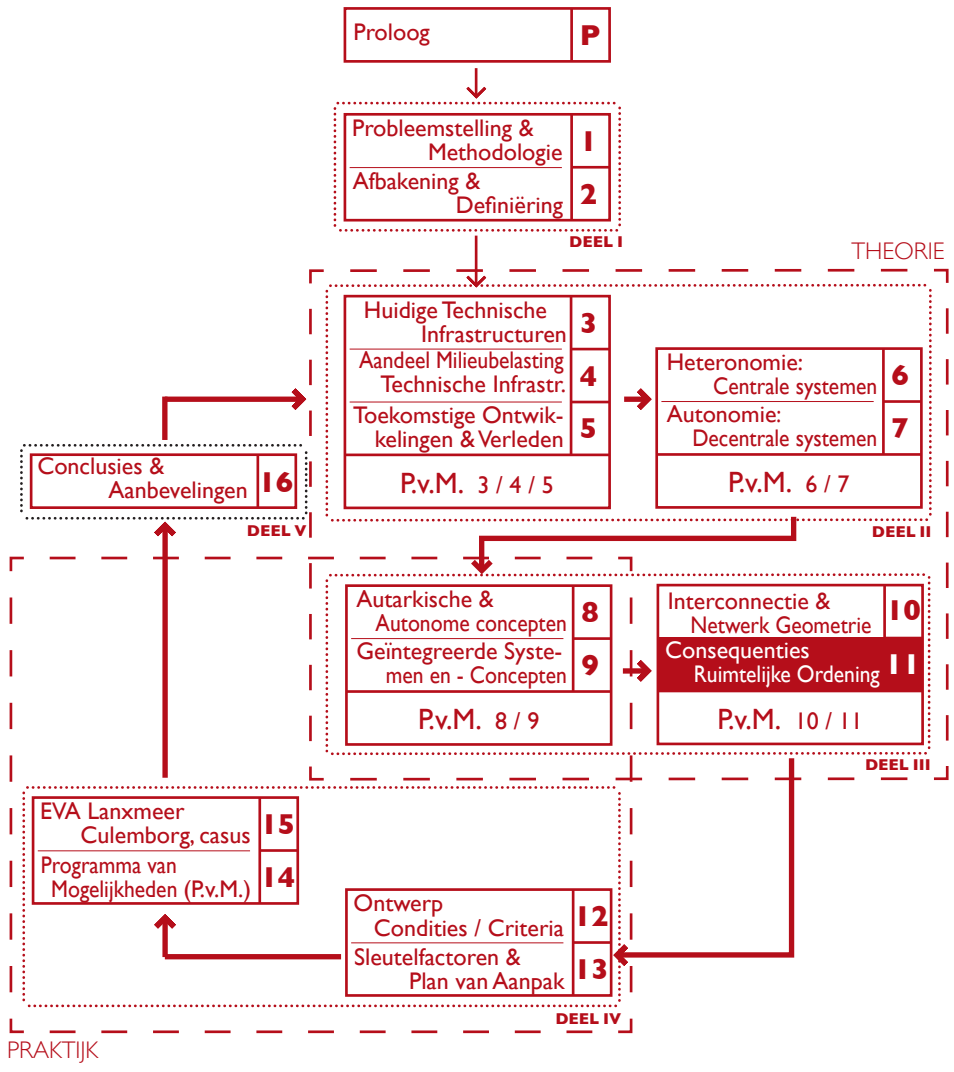 Proloog P
Probleemstelling & Methodologie 1
Afbakening & Definiëring 2
DEEL I
THEORIE
Huidige Technische
Infrastructuren 3
Aandeel Milieubelasting
Technische Infrastr. 4
Toekomstige Ontwik-
kkelingen & Verleden 5
P.v.M. 3 / 4 / 5
Heteronomie:
Centrale systemen 6
Autonomie:
Decentrale systemen 7
P.v.M. 6 / 7
DEEL II
Conclusies &
Aanbevelingen 16
DEEL V
Autarkische &
Autonome concepten 8
Geïntegreerde Syste-
men en - Concepten 9
P.v.M. 8 / 9
Interconnectie &
Netwerk Geometrie 10
Consequenties
Ruimtelijke Ordening 11
P.v.M. 10 / 11
DEEL III
EVA Lanxmeer
Culemborg, casus 15
Programma van
Mogelijkheden (P.v.M.) 14
Ontwerp
Condities / Criteria 12
Sleutelfactoren &
Plan van Aanpak 13
DEEL IV
PRAKTIJK